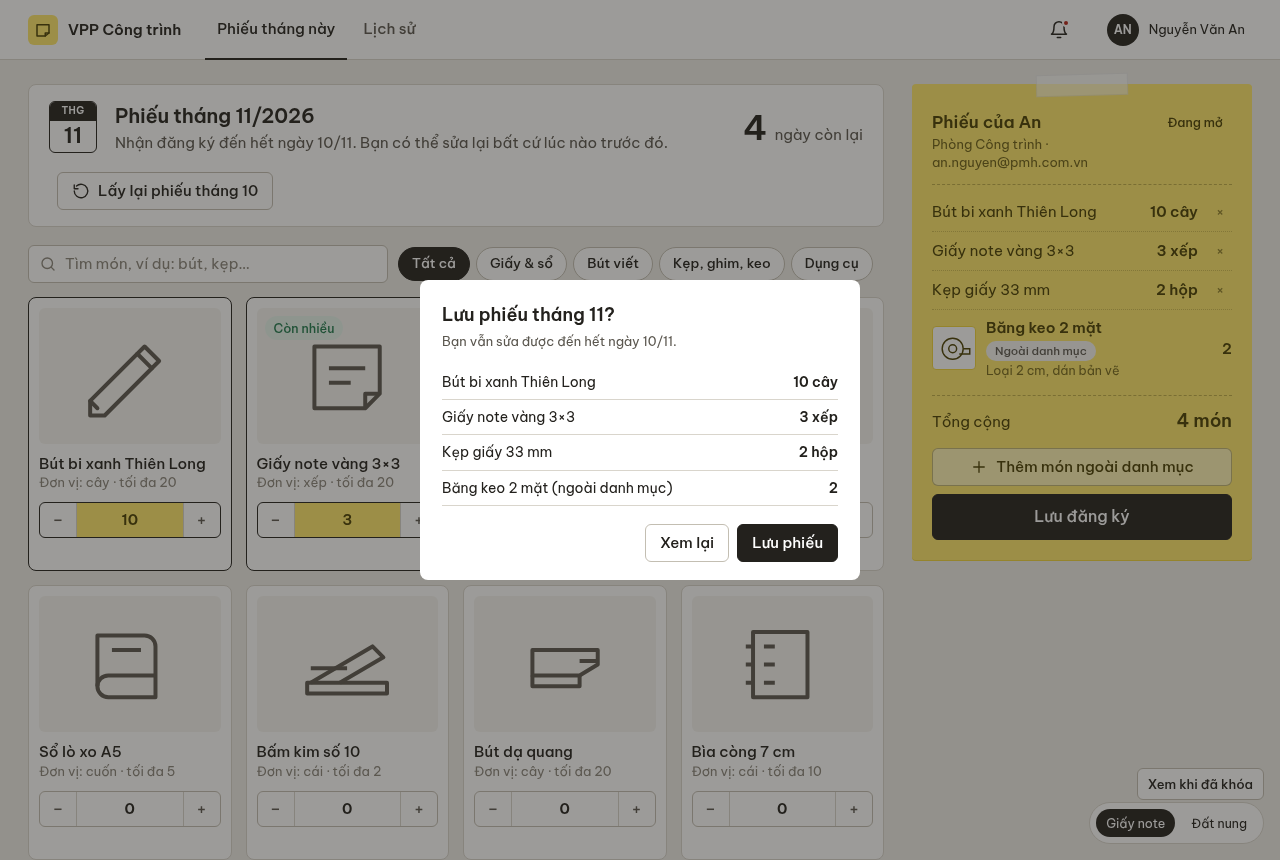 VPP Công trình
Phiếu tháng này
Lịch sử
AN
Nguyễn Văn An
THG
11
Phiếu tháng 11/2026
Nhận đăng ký đến hết ngày 10/11. Bạn có thể sửa lại bất cứ lúc nào trước đó.
4 ngày còn lại
Lấy lại phiếu tháng 10
Tìm món, ví dụ: bút, kẹp...
Tất cả
Giấy & sổ
Bút viết
Kẹp, ghim, keo
Dụng cụ
Còn nhiều
Bút bi xanh Thiên Long
Đơn vị: cây · tối đa 20
− 10 +
Giấy note vàng 3×3
Đơn vị: xếp · tối đa 20
− 3
Lưu phiếu tháng 11?
Bạn vẫn sửa được đến hết ngày 10/11.
Bút bi xanh Thiên Long 10 cây
Giấy note vàng 3×3 3 xếp
Kẹp giấy 33 mm 2 hộp
Băng keo 2 mặt (ngoài danh mục) 2
Xem lại
Lưu phiếu
Sổ lò xo A5
Đơn vị: cuốn · tối đa 5
− 0 +
Bấm kim số 10
Đơn vị: cái · tối đa 2
− 0 +
Bút dạ quang
Đơn vị: cây · tối đa 20
− 0 +
Bìa còng 7 cm
Đơn vị: cái · tối đa 10
− 0 +
Phiếu của An
Đang mở
Phòng Công trình ·
an.nguyen@pmh.com.vn
Bút bi xanh Thiên Long 10 cây ×
Giấy note vàng 3×3 3 xếp ×
Kẹp giấy 33 mm 2 hộp ×
Băng keo 2 mặt
Ngoài danh mục
Loại 2 cm, dán bản vẽ
2
Tổng cộng 4 món
+ Thêm món ngoài danh mục
Lưu đăng ký
Xem khi đã khóa
Giấy note
Đất nung